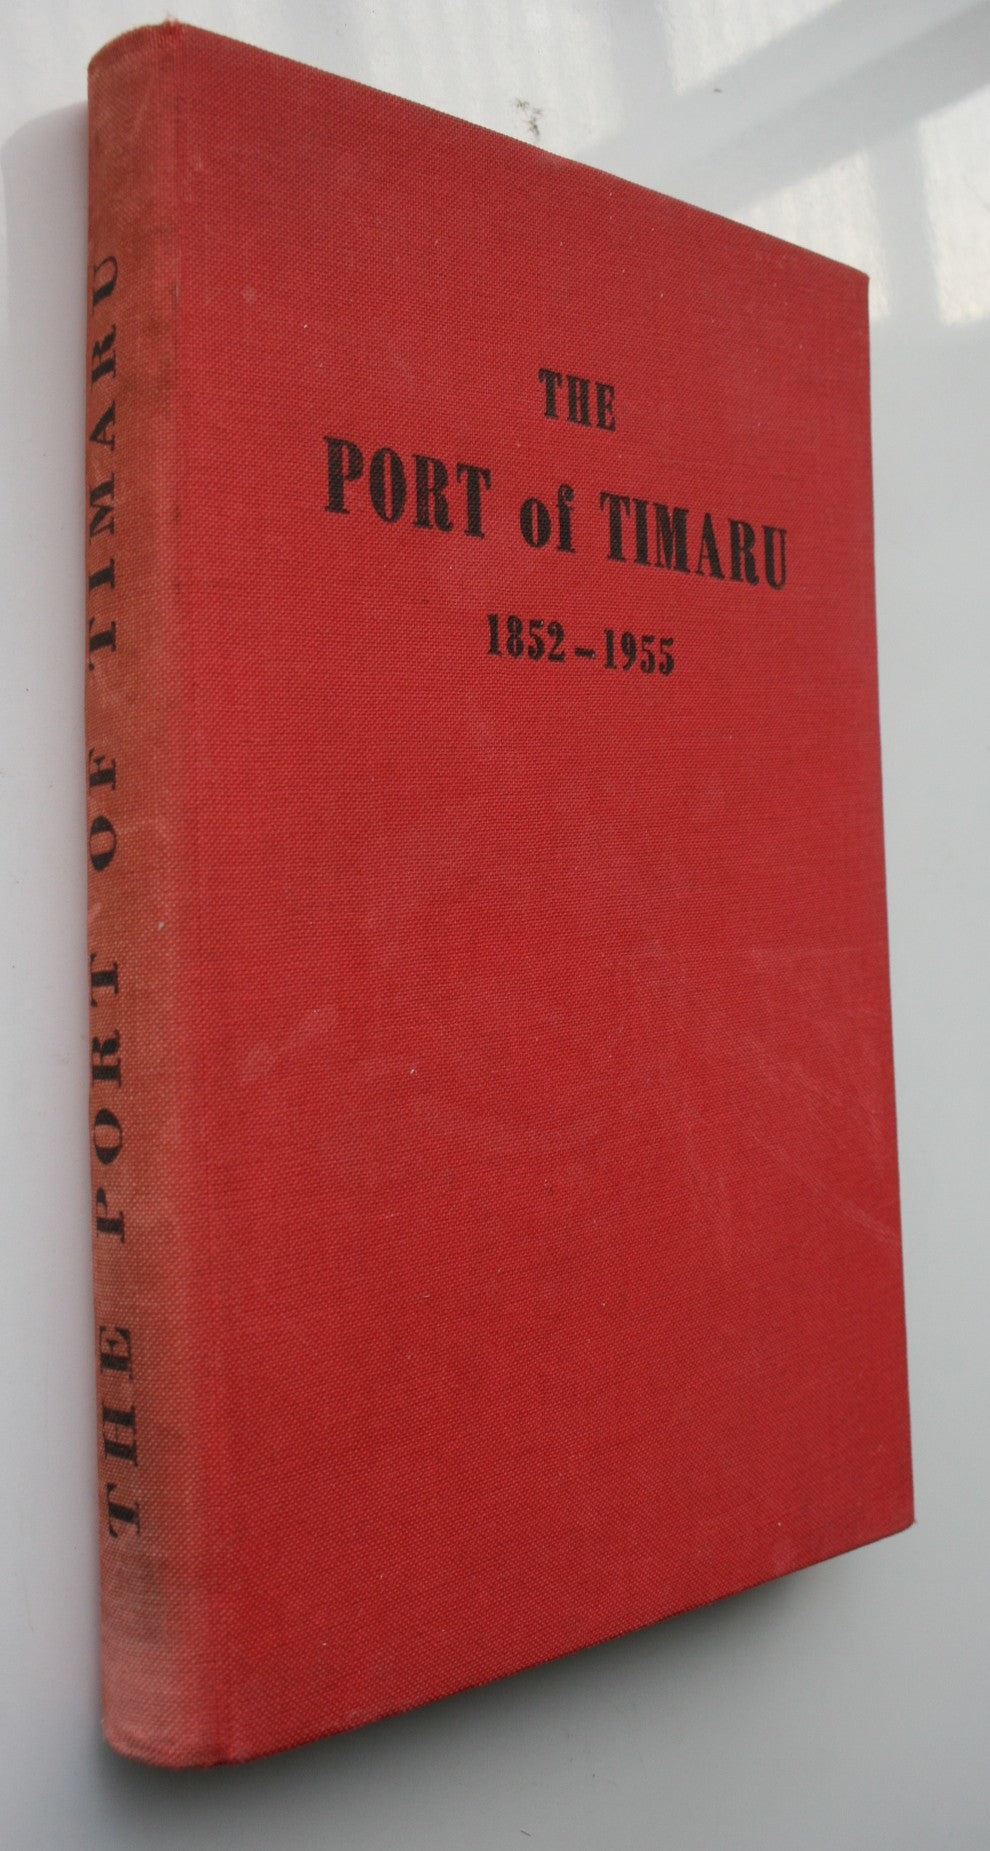 THE
PORT of TIMARU
1852-1955
THE PORT OF TIMARU